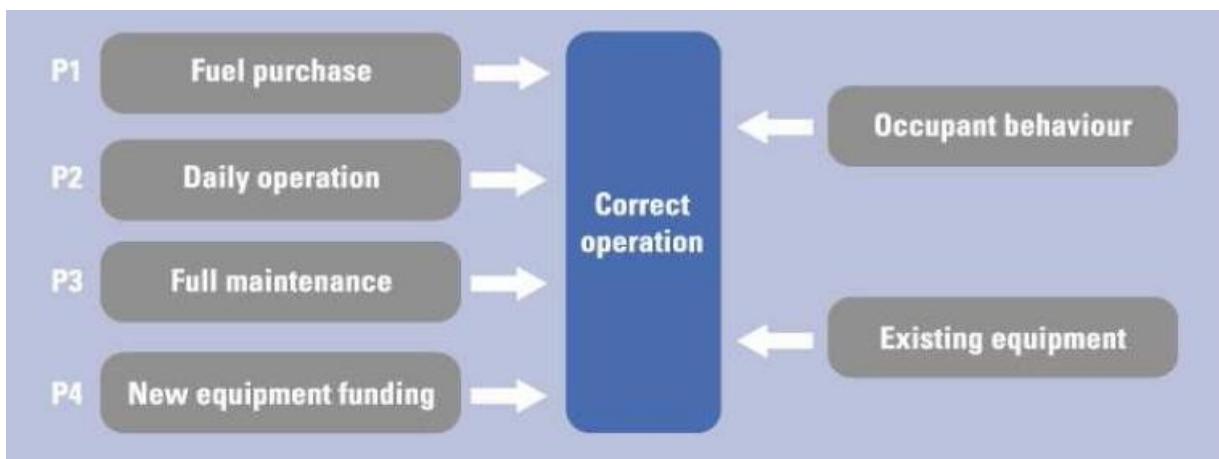 P1 Fuel purchase
P2 Daily operation
P3 Full maintenance
P4 New equipment funding
Correct
operation
Occupant behaviour
Existing equipment